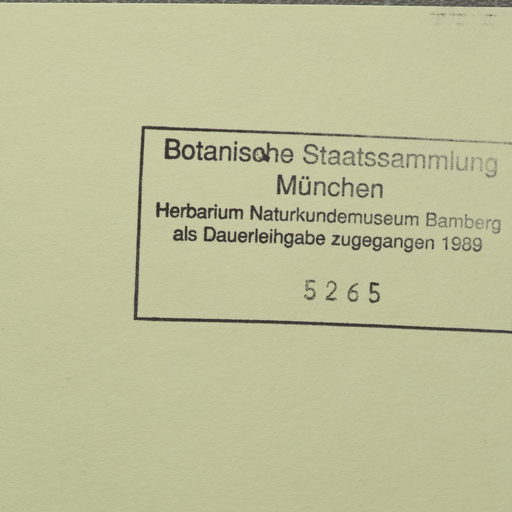 Botanische Staatssammlung
München
Herbarium Naturkundemuseum Bamberg
als Dauerleihgabe zugegangen 1989
5265